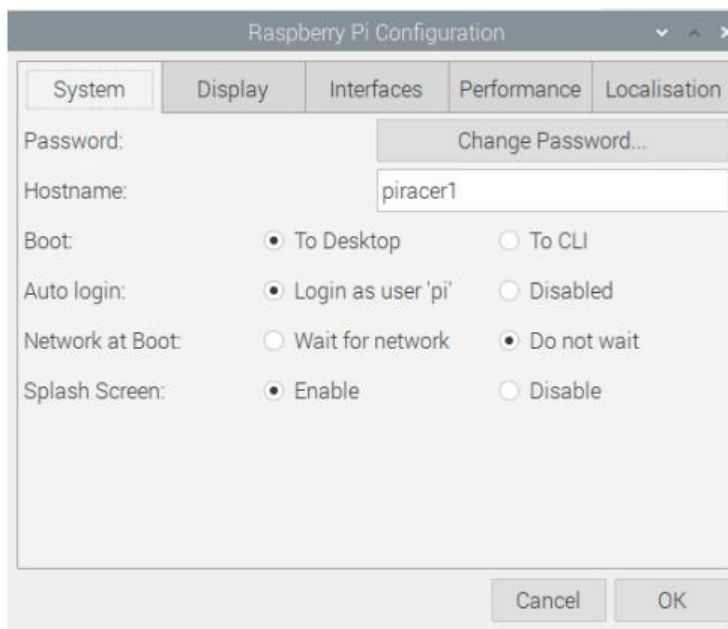 Raspberry Pi Configuration
System Display Interfaces Performance Localisation
Password: Change Password...
Hostname: piracer1
Boot: To Desktop To CLI
Auto login: Login as user 'pi' Disabled
Network at Boot: Wait for network Do not wait
Splash Screen: Enable Disable
Cancel OK